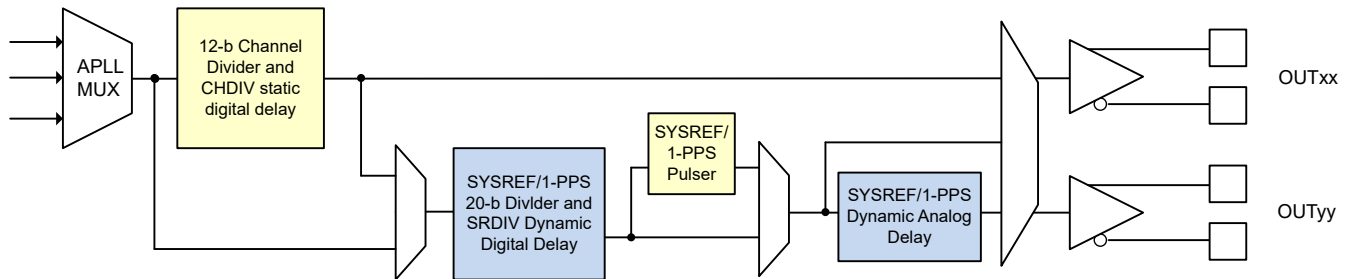 APLL
MUX
12-b Channel
Divider and
CHDIV static
digital delay
SYSREF/1-PPS
20-b DivIder and
SRDIV Dynamic
Digital Delay
SYSREF/
1-PPS
Pulser
SYSREF/1-PPS
Dynamic Analog
Delay
OUTxx
OUTyy